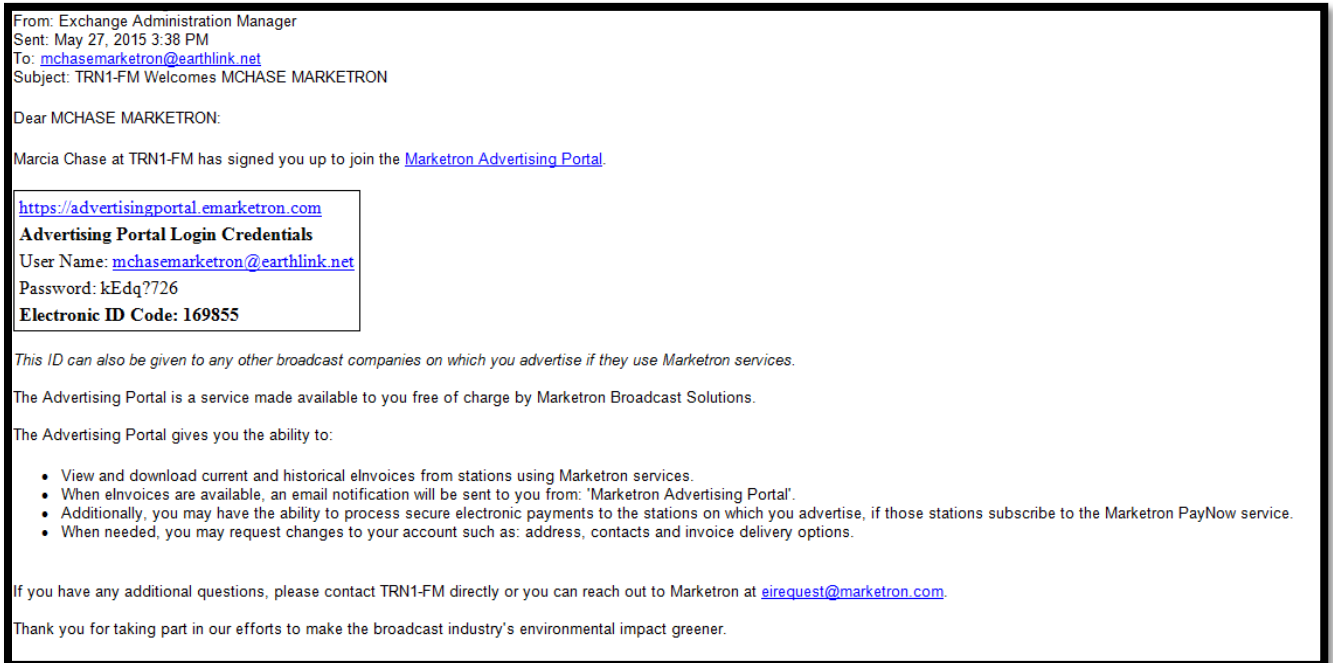 From: Exchange Administration Manager
Sent: May 27, 2015 3:38 PM
To: mchasemarketron@earthlink.net
Subject: TRN1-FM Welcomes MCHASE MARKETRON
Dear MCHASE MARKETRON:
Marcia Chase at TRN1-FM has signed you up to join the Marketron Advertising Portal.
https://advertisingportal.emarketron.com
Advertising Portal Login Credentials
User Name: mchasemarketron@earthlink.net
Password: kEdq?726
Electronic ID Code: 169855
This ID can also be given to any other broadcast companies on which you advertise if they use Marketron services.
The Advertising Portal is a service made available to you free of charge by Marketron Broadcast Solutions.
The Advertising Portal gives you the ability to:
• View and download current and historical eInvoices from stations using Marketron services.
• When eInvoices are available, an email notification will be sent to you from: 'Marketron Advertising Portal'.
• Additionally, you may have the ability to process secure electronic payments to the stations on which you advertise, if those stations subscribe to the Marketron PayNow service.
• When needed, you may request changes to your account such as: address, contacts and invoice delivery options.
If you have any additional questions, please contact TRN1-FM directly or you can reach out to Marketron at eirequest@marketron.com.
Thank you for taking part in our efforts to make the broadcast industry's environmental impact greener.